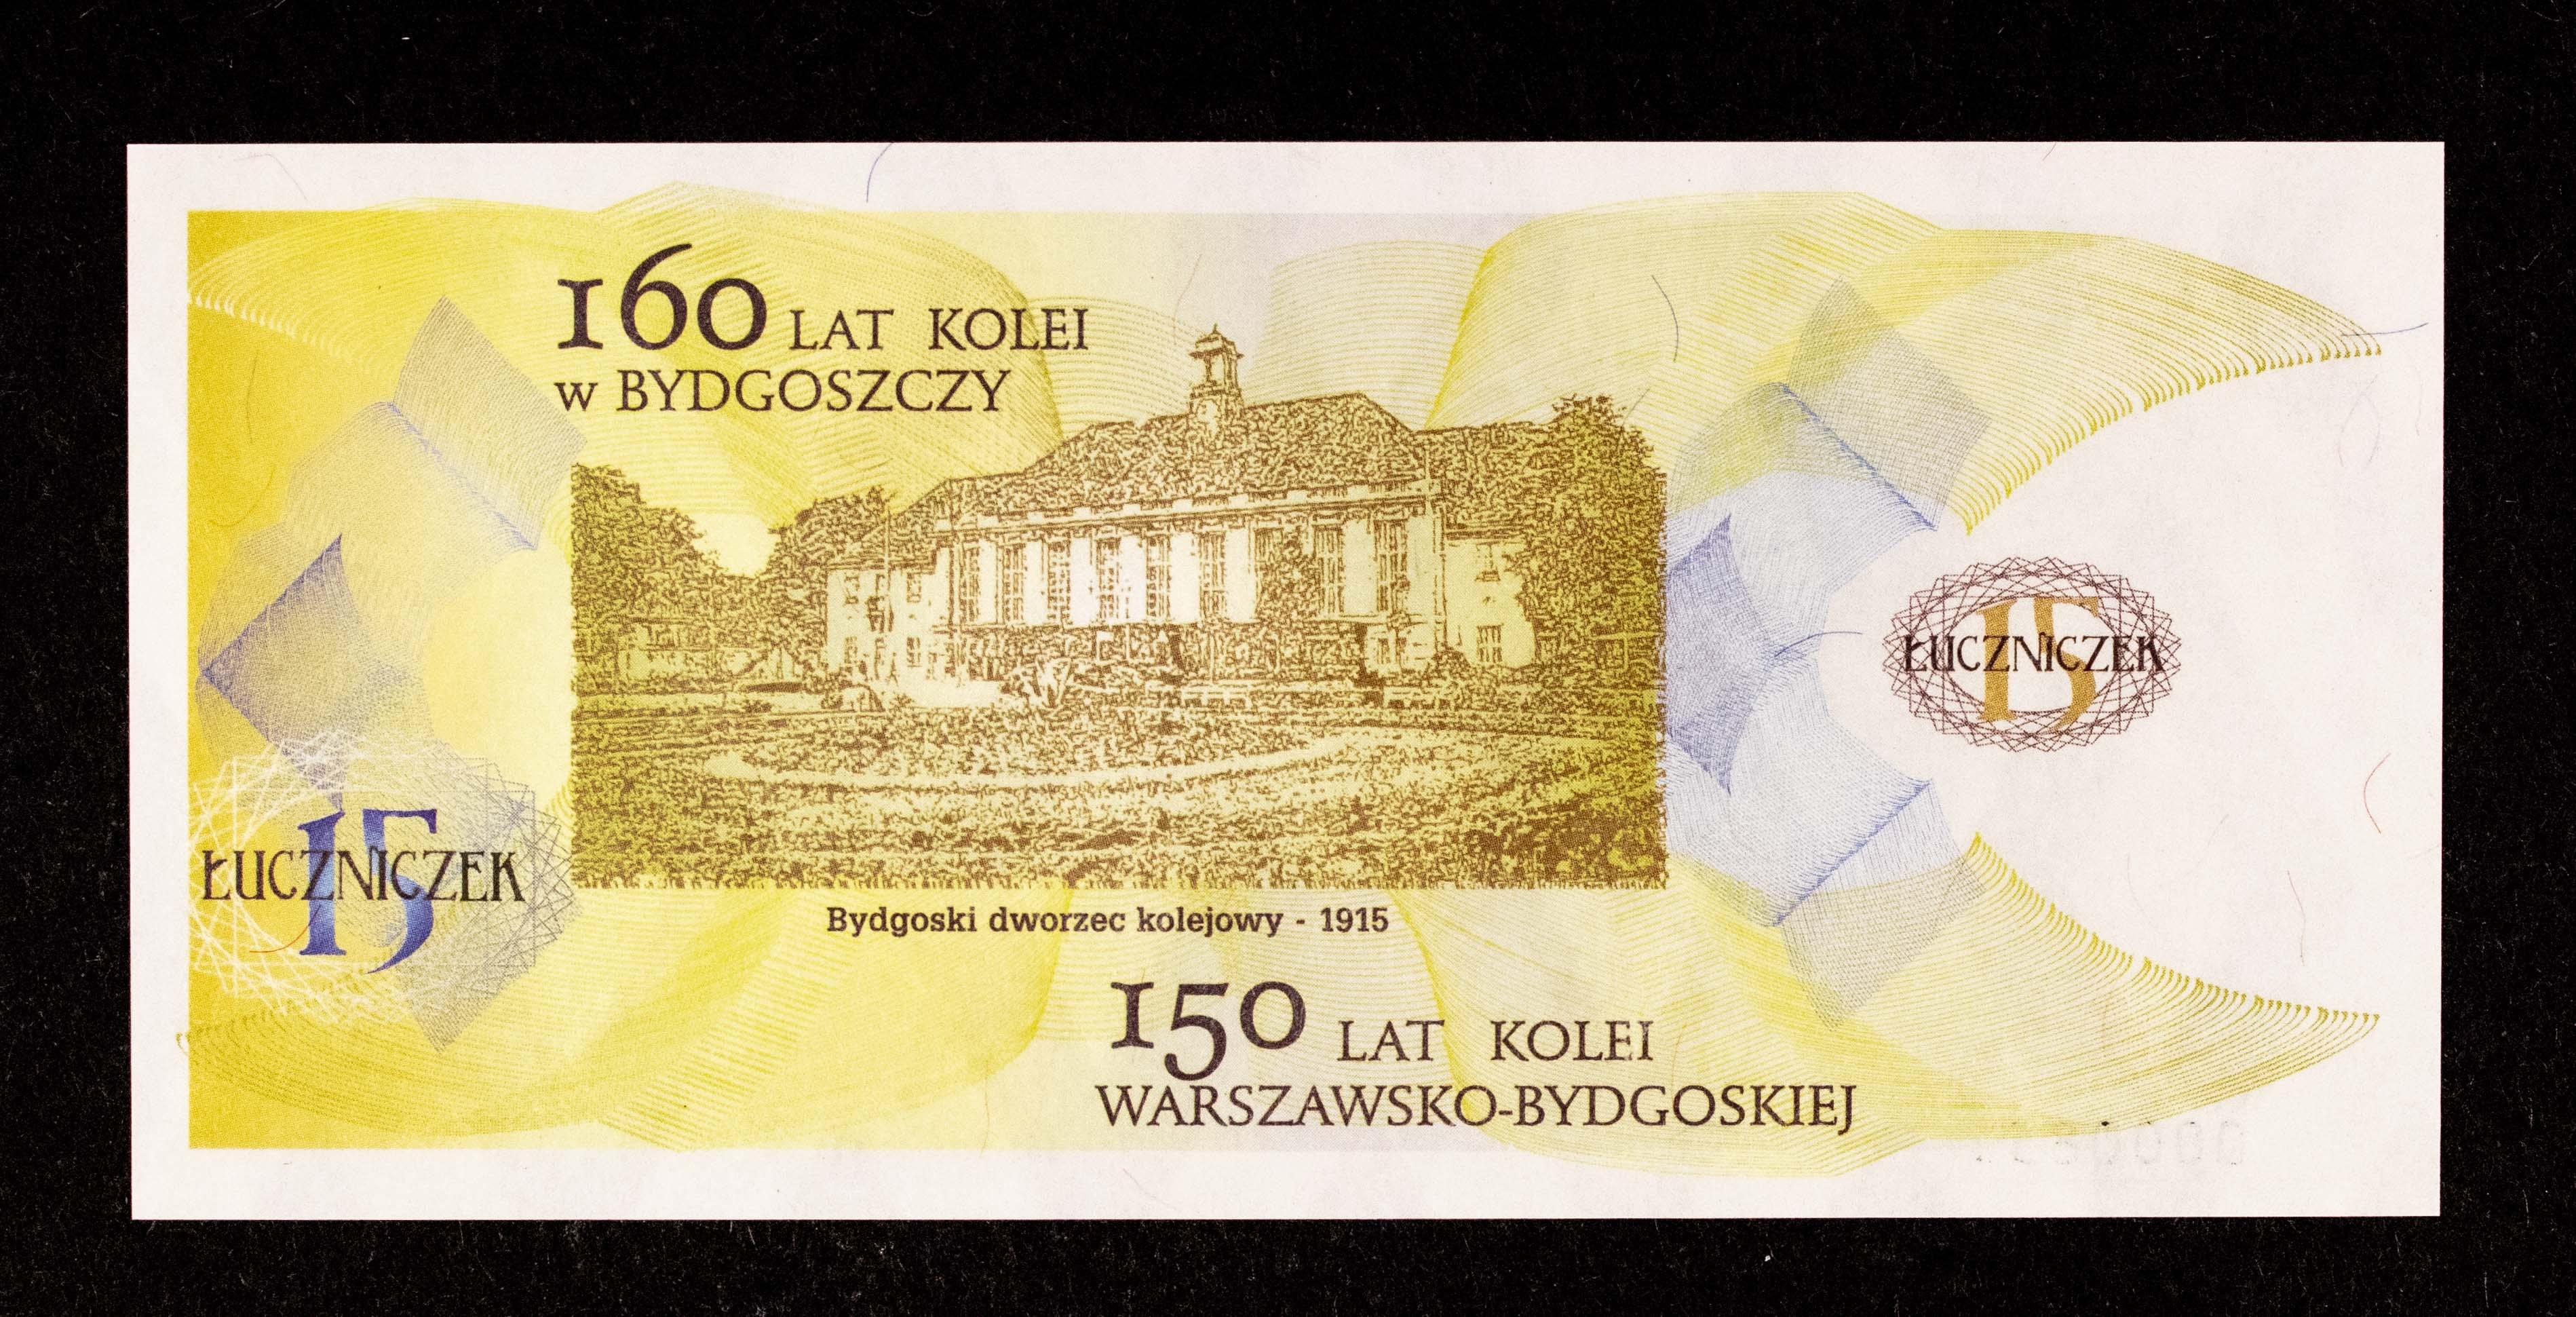 160 LAT KOLEI
w BYDGOSZCZY
15
ŁUCZNICZEK
15
ŁUCZNICZEK
Bydgoski dworzec kolejowy - 1915
150 LAT KOLEI
WARSZAWSKO-BYDGOSKIEJ